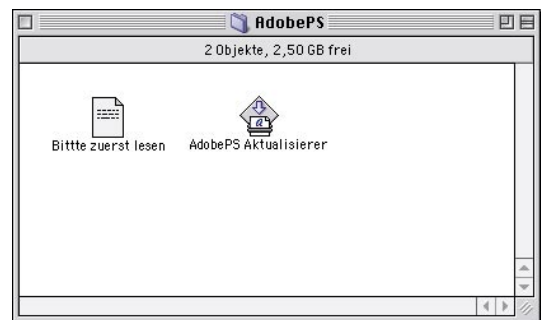 AdobePS
2 Objekte, 2,50 GB frei
Bittte zuerst lesen
AdobePS Aktualisierer